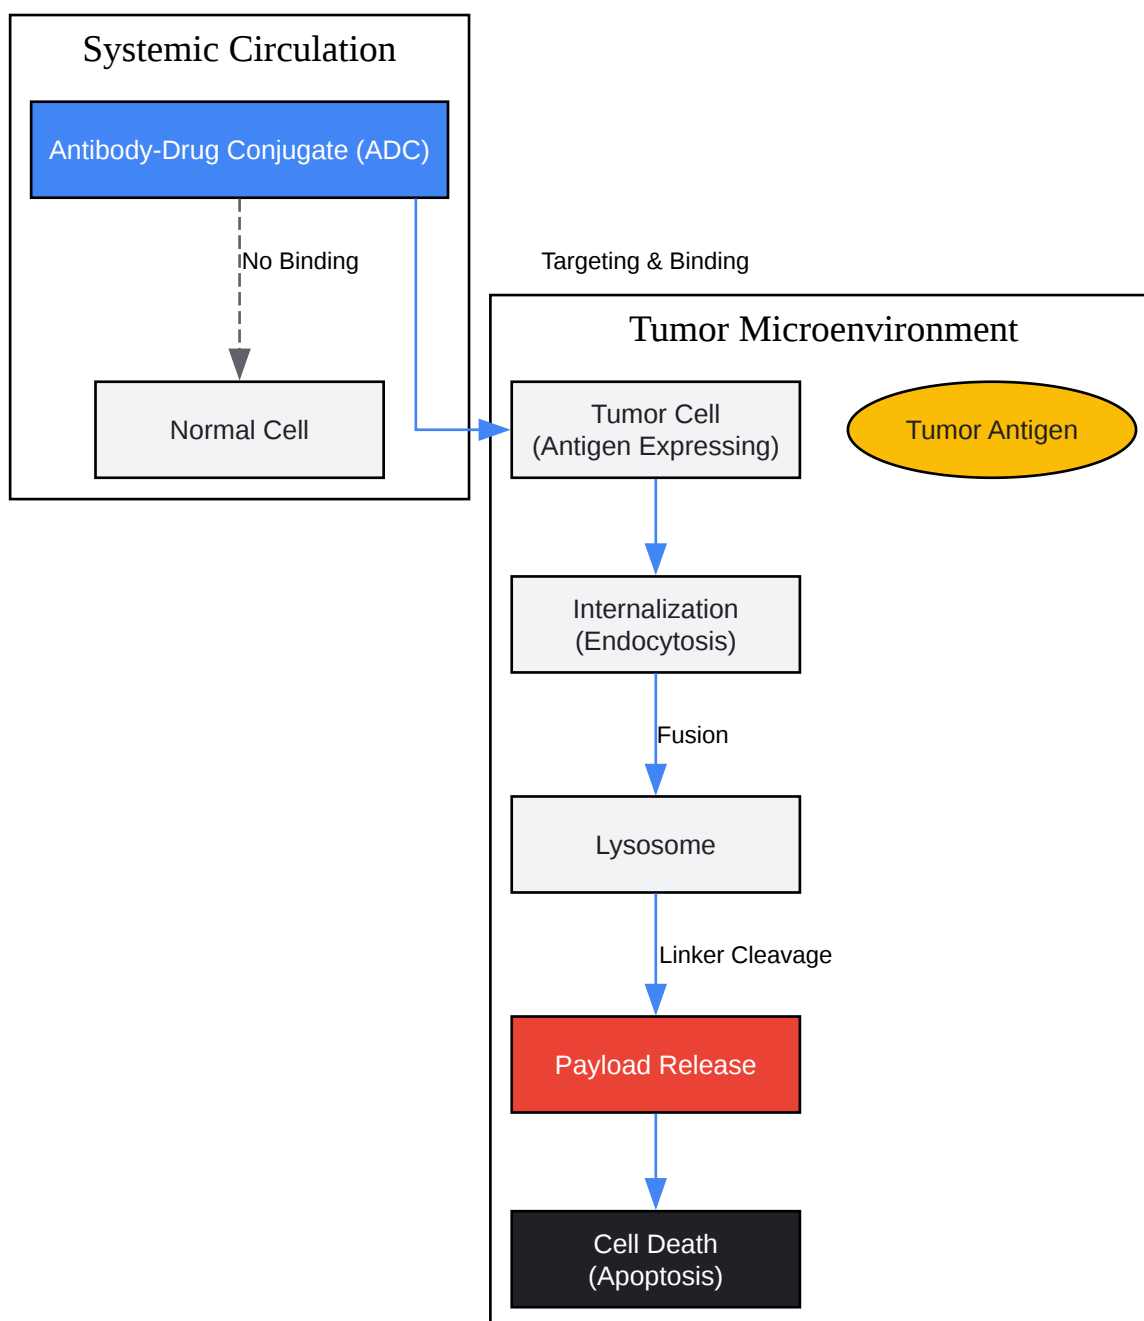 Systemic Circulation
Antibody-Drug Conjugate (ADC)
No Binding
Normal Cell
Targeting & Binding
Tumor Microenvironment
Tumor Cell
(Antigen Expressing)
Tumor Antigen
Internalization
(Endocytosis)
Fusion
Lysosome
Linker Cleavage
Payload Release
Cell Death
(Apoptosis)